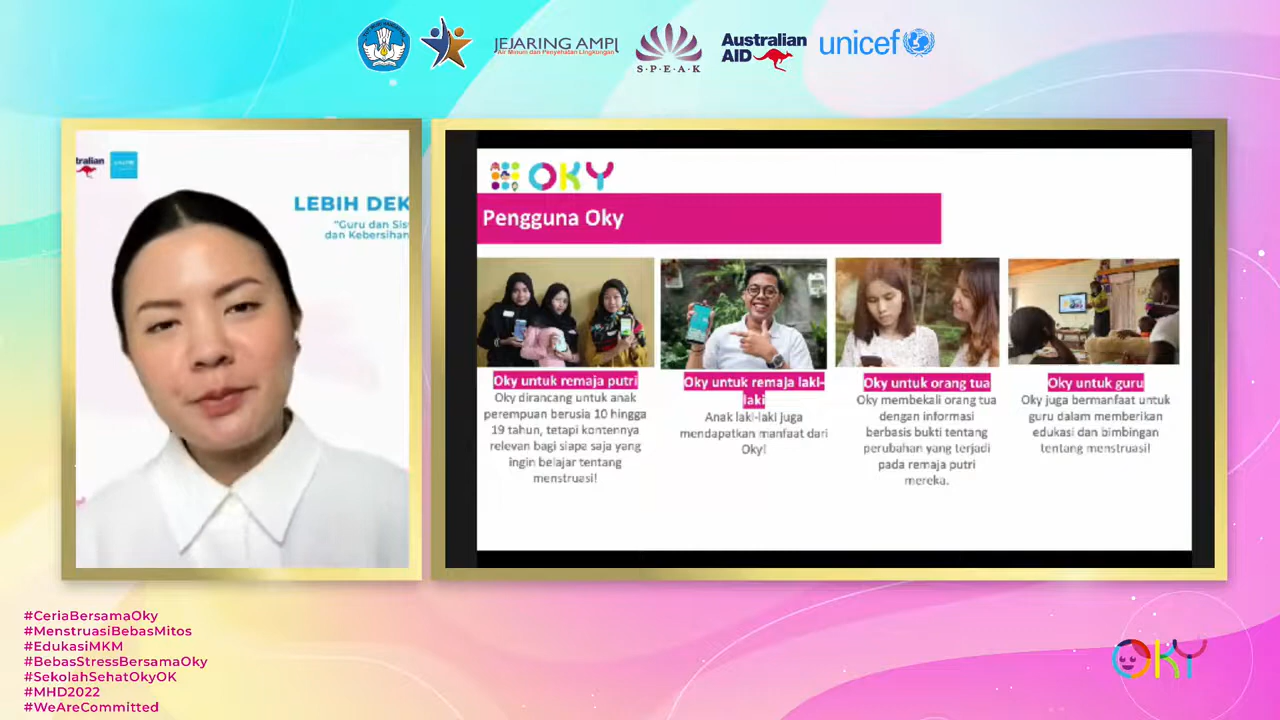 JEJARING AMPL
Air Minum dan Penyehatan Lingkungan
S·P·E·A·K
Australian
AID
unicef
tralian
LEBIH DEK
"Guru dan Sis
dan Kebersihan
OKY
Pengguna Oky
Oky untuk remaja putri
Oky dirancang untuk anak
perempuan berusia 10 hingga
19 tahun, tetapi kontennya
relevan bagi siapa saja yang
ingin belajar tentang
menstruasi!
Oky untuk remaja laki-
laki
Anak laki-laki juga
mendapatkan manfaat dari
Oky!
Oky untuk orang tua
Oky membekali orang tua
dengan informasi
berbasis bukti tentang
perubahan yang terjadi
pada remaja putri
mereka.
Oky untuk guru
Oky juga bermanfaat untuk
guru dalam memberikan
edukasi dan bimbingan
tentang menstruasi!
#CeriaBersamaOky
#MenstruasiBebasMitos
#EdukasiMKM
#BebasStressBersamaOky
#SekolahSehatOkyOK
#MHD2022
#WeAreCommitted
OKY